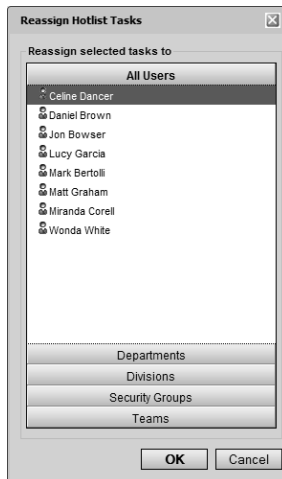 Reassign Hotlist Tasks
Reassign selected tasks to
All Users
Celine Dancer
Daniel Brown
Jon Bowser
Lucy Garcia
Mark Bertolli
Matt Graham
Miranda Corell
Wonda White
Departments
Divisions
Security Groups
Teams
OK
Cancel